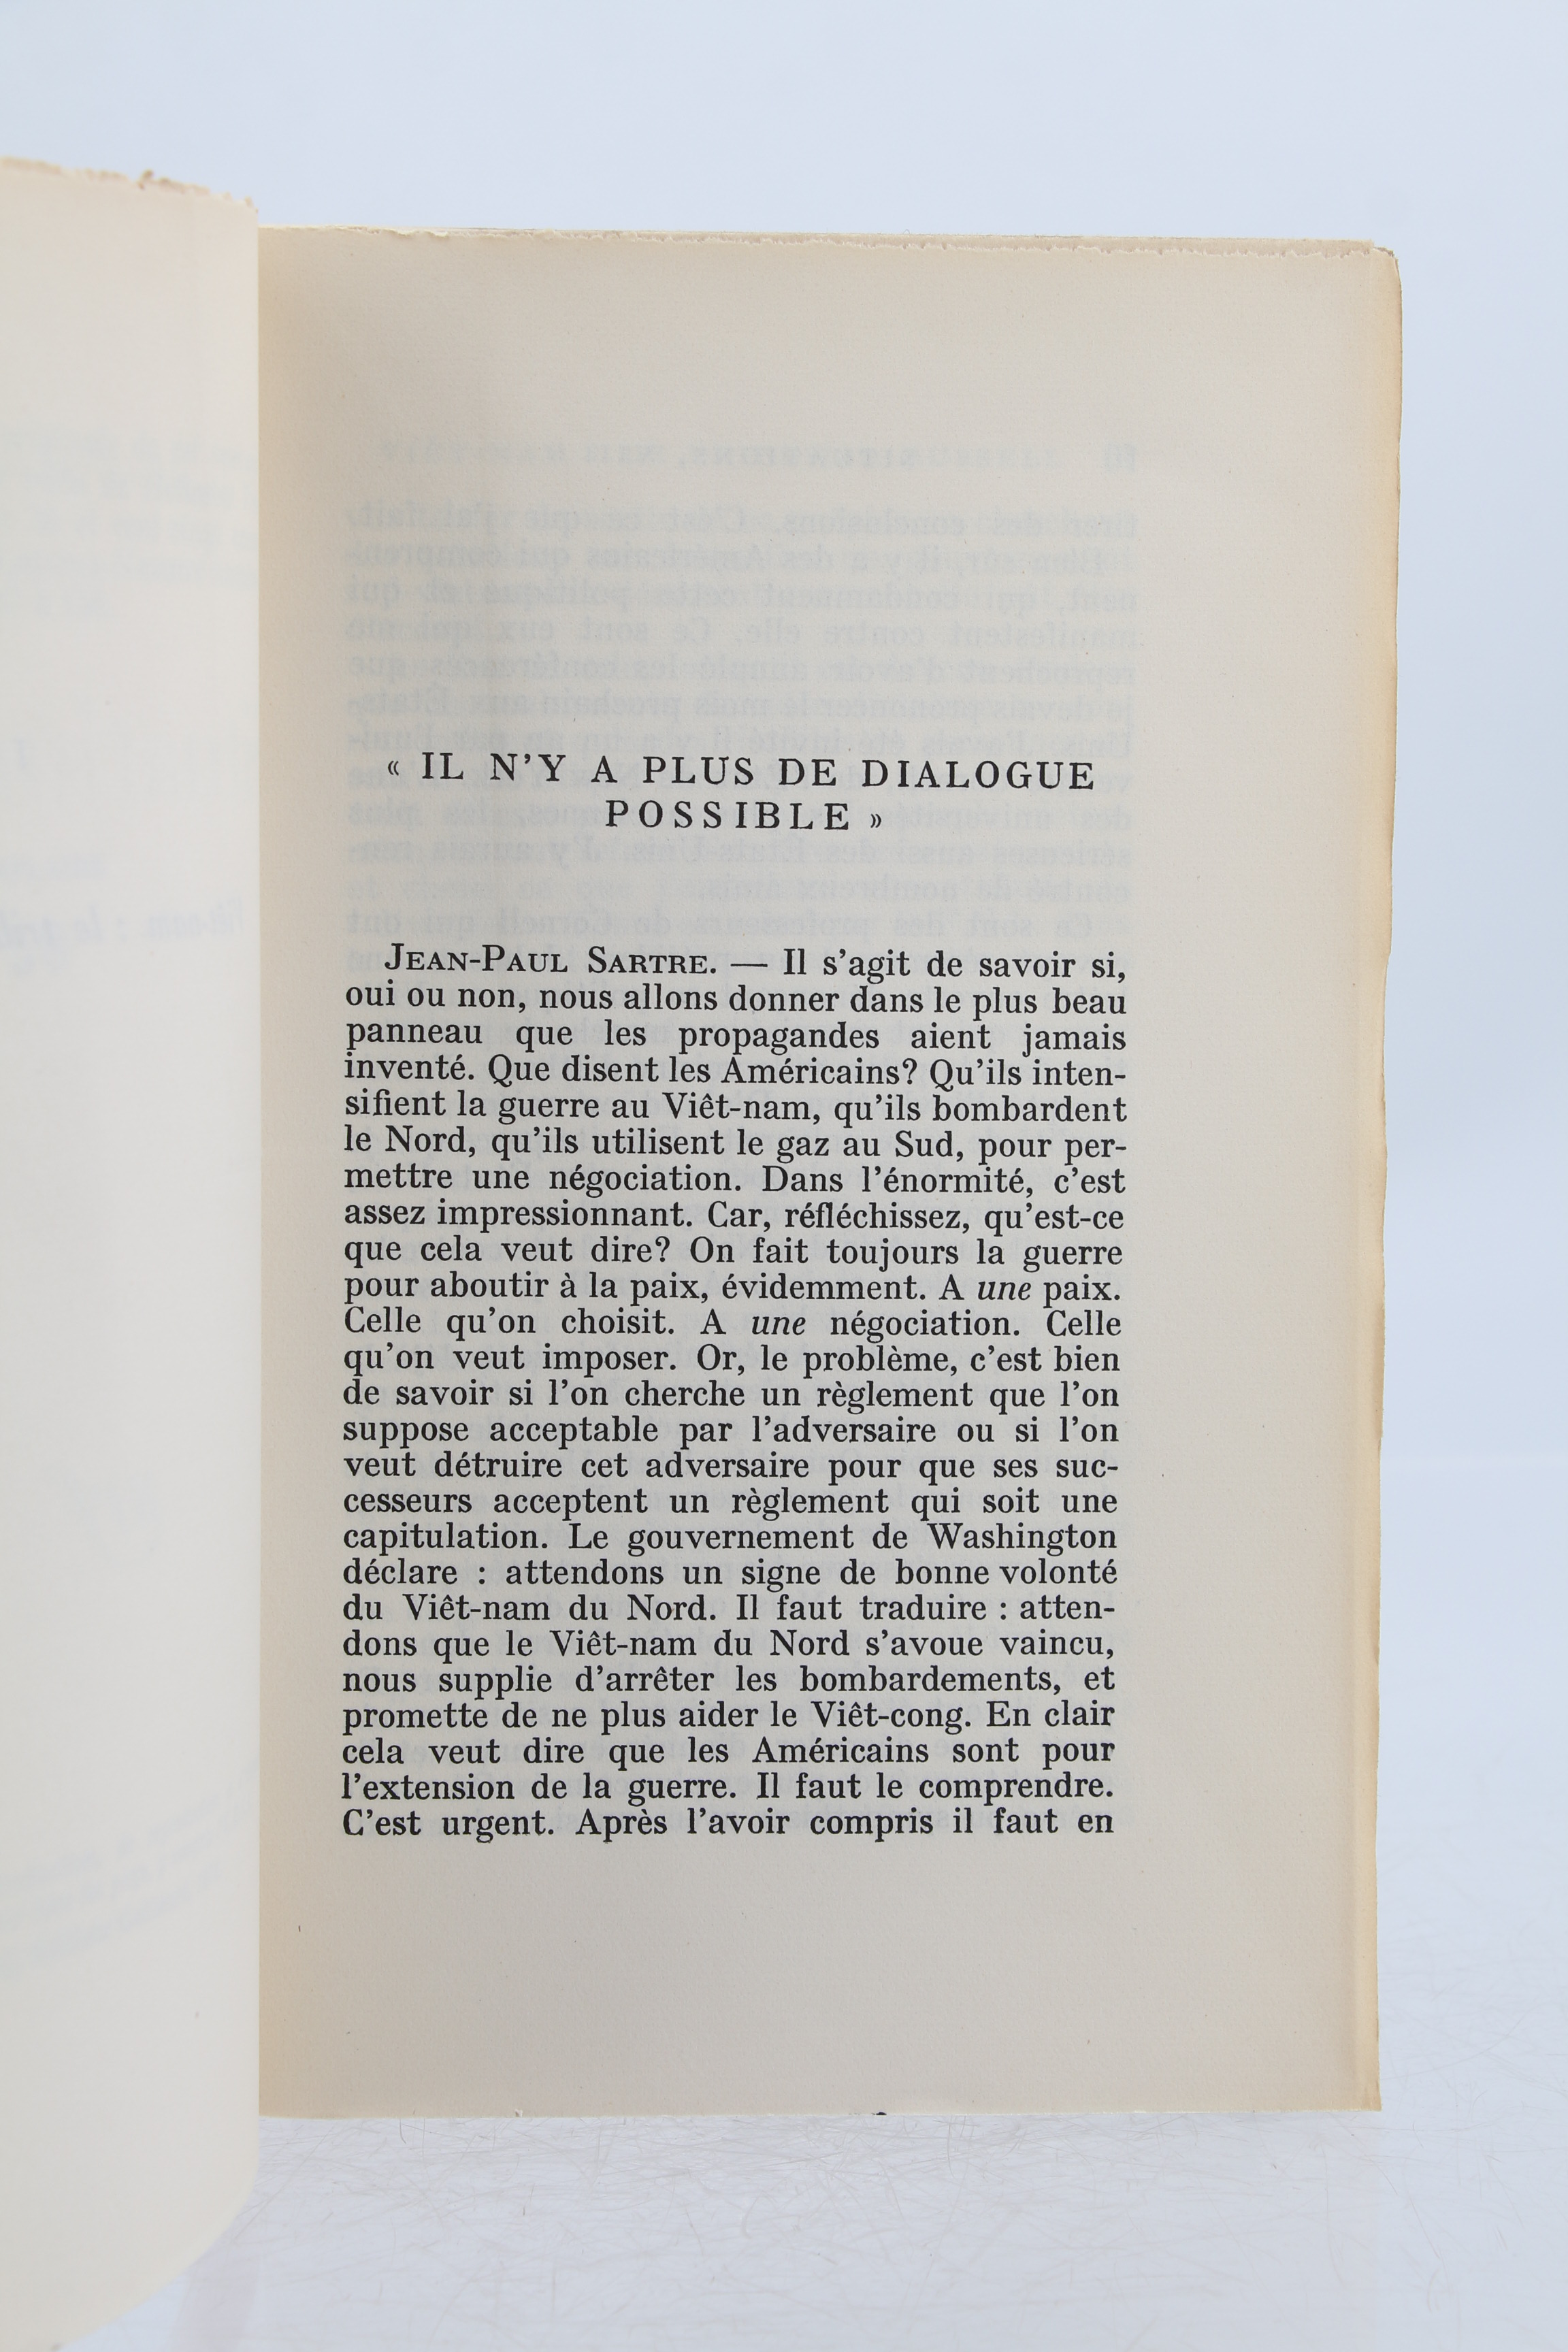 « IL N'Y A PLUS DE DIALOGUE
POSSIBLE »
JEAN-PAUL SARTRE. — Il s'agit de savoir si,
oui ou non, nous allons donner dans le plus beau
panneau que les propagandes aient jamais
inventé. Que disent les Américains? Qu'ils inten-
sifient la guerre au Viêt-nam, qu'ils bombardent
le Nord, qu'ils utilisent le gaz au Sud, pour per-
mettre une négociation. Dans l'énormité, c'est
assez impressionnant. Car, réfléchissez, qu'est-ce
que cela veut dire? On fait toujours la guerre
pour aboutir à la paix, évidemment. A une paix.
Celle qu'on choisit. A une négociation. Celle
qu'on veut imposer. Or, le problème, c'est bien
de savoir si l'on cherche un règlement que l'on
suppose acceptable par l'adversaire ou si l'on
veut détruire cet adversaire pour que ses suc-
cesseurs acceptent un règlement qui soit une
capitulation. Le gouvernement de Washington
déclare : attendons un signe de bonne volonté
du Viêt-nam du Nord. Il faut traduire : atten-
dons que le Viêt-nam du Nord s'avoue vaincu,
nous supplie d'arrêter les bombardements, et
promette de ne plus aider le Viêt-cong. En clair
cela veut dire que les Américains sont pour
l'extension de la guerre. Il faut le comprendre.
C'est urgent. Après l'avoir compris il faut en